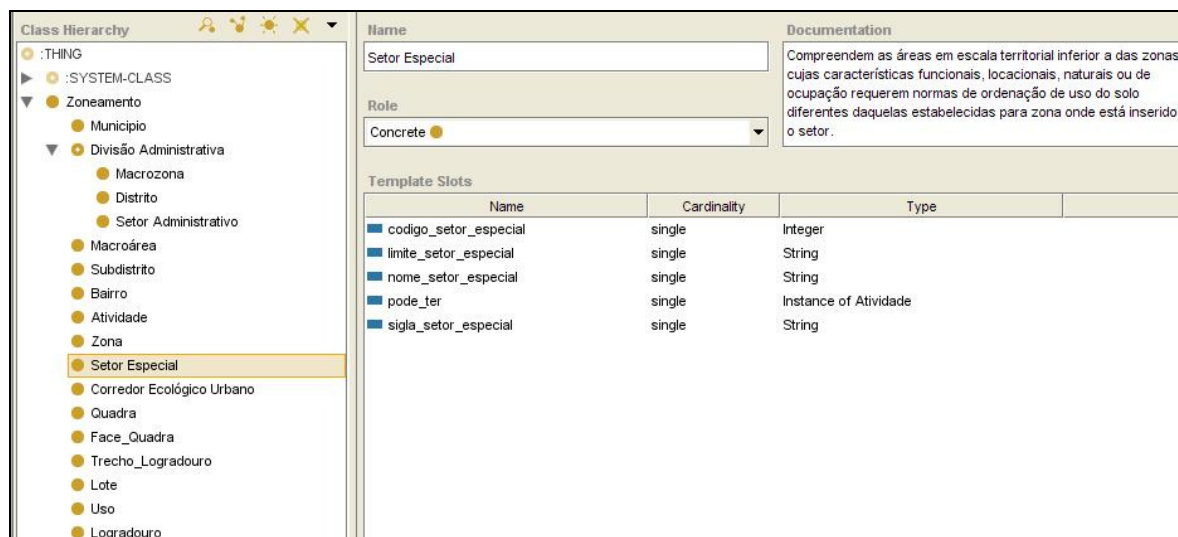 Class Hierarchy
:THING
:SYSTEM-CLASS
Zoneamento
Municipio
Divisão Administrativa
Macrozona
Distrito
Setor Administrativo
Macroárea
Subdistrito
Bairro
Atividade
Zona
Setor Especial
Corredor Ecológico Urbano
Quadra
Face_Quadra
Trecho_Logradouro
Lote
Uso
Logradouro
Name
Setor Especial
Role
Concrete
Documentation
Compreendem as áreas em escala territorial inferior a das zonas
cujas características funcionais, locacionais, naturais ou de
ocupação requerem normas de ordenação de uso do solo
diferentes daquelas estabelecidas para zona onde está inserido
o setor.
Template Slots
Name Cardinality Type
codigo_setor_especial single Integer
limite_setor_especial single String
nome_setor_especial single String
pode_ter single Instance of Atividade
sigla_setor_especial single String